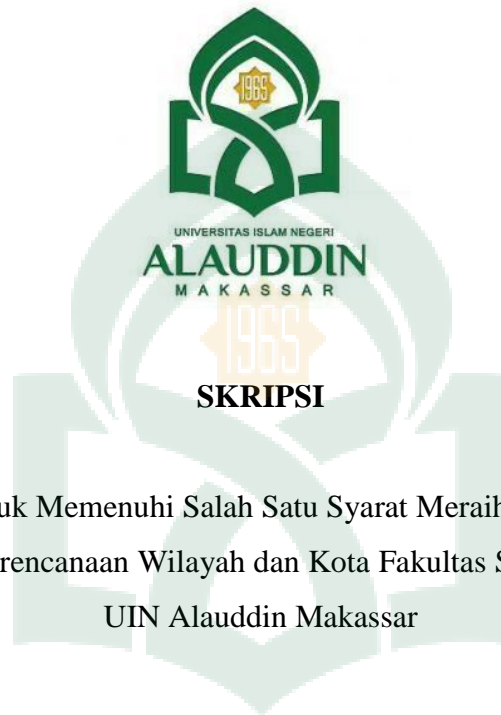 1965
UNIVERSITAS ISLAM NEGERI
ALAUDDIN
MAKASSAR
1965
SKRIPSI
uk Memenuhi Salah Satu Syarat Meraih
rencanaan Wilayah dan Kota Fakultas S
UIN Alauddin Makassar